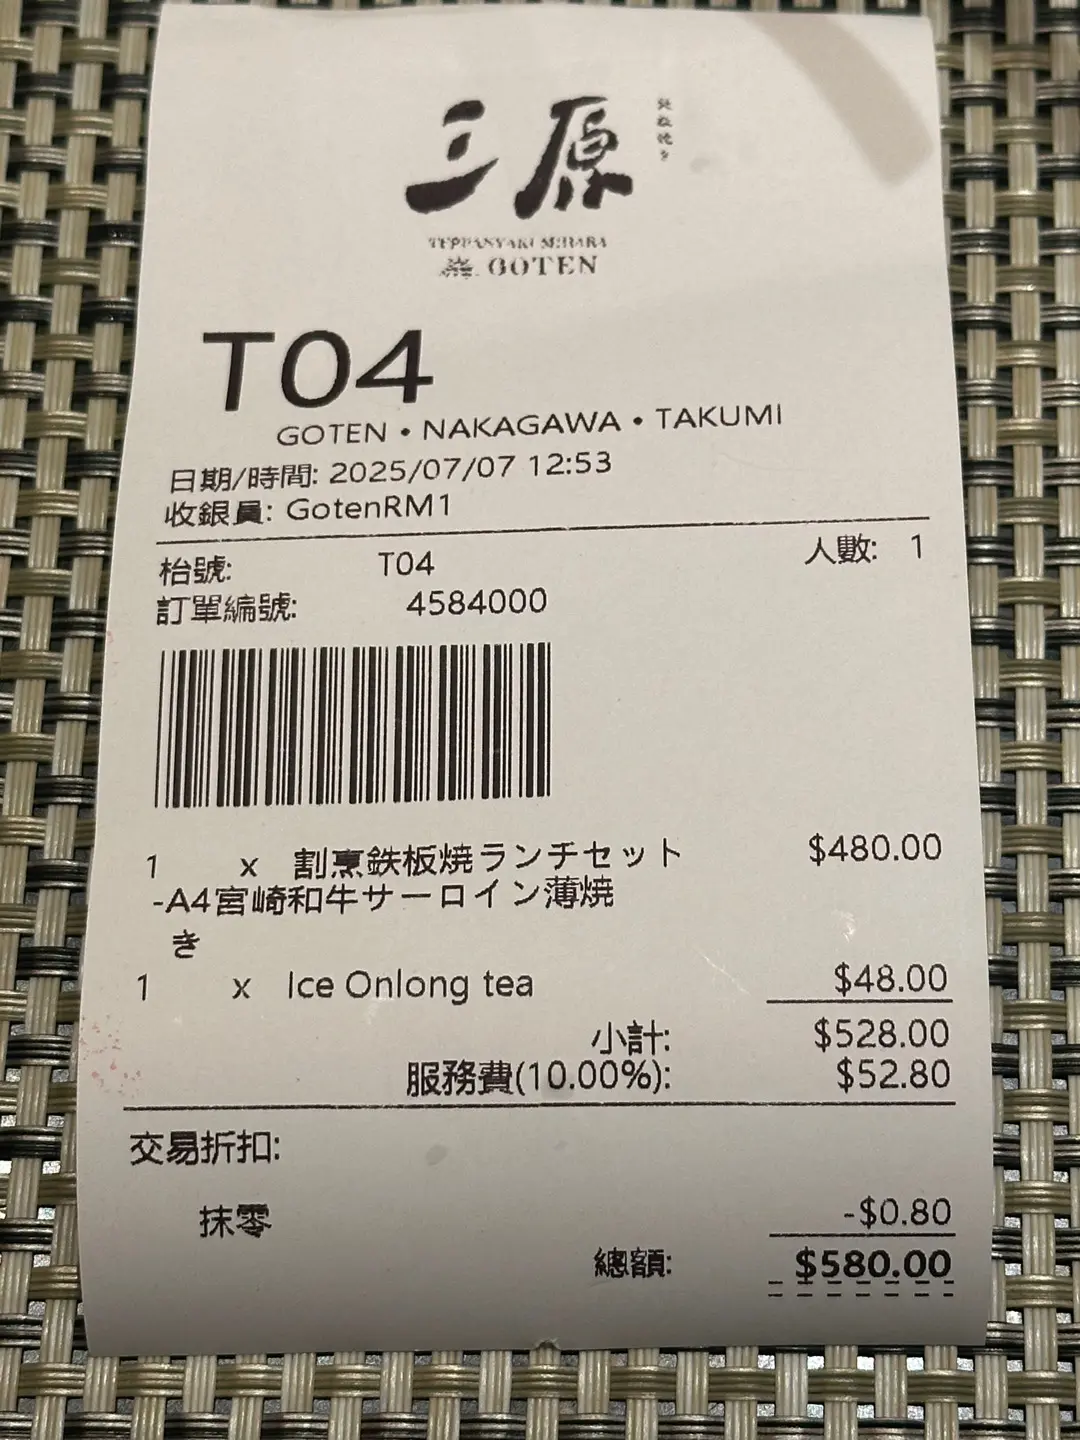 三原
鉄板焼き
TEPPANYAKI MIHARA
GOTEN
T04
GOTEN • NAKAGAWA • TAKUMI
日期/時間: 2025/07/07 12:53
收銀員: GotenRM1
枱號: T04 人數: 1
訂單編號: 4584000
1 x 割烹鉄板焼ランチセット $480.00
-A4宮崎和牛サーロイン薄焼
き
1 x Ice Onlong tea $48.00
小計: $528.00
服務費(10.00%): $52.80
交易折扣:
抹零 -$0.80
總額: $580.00